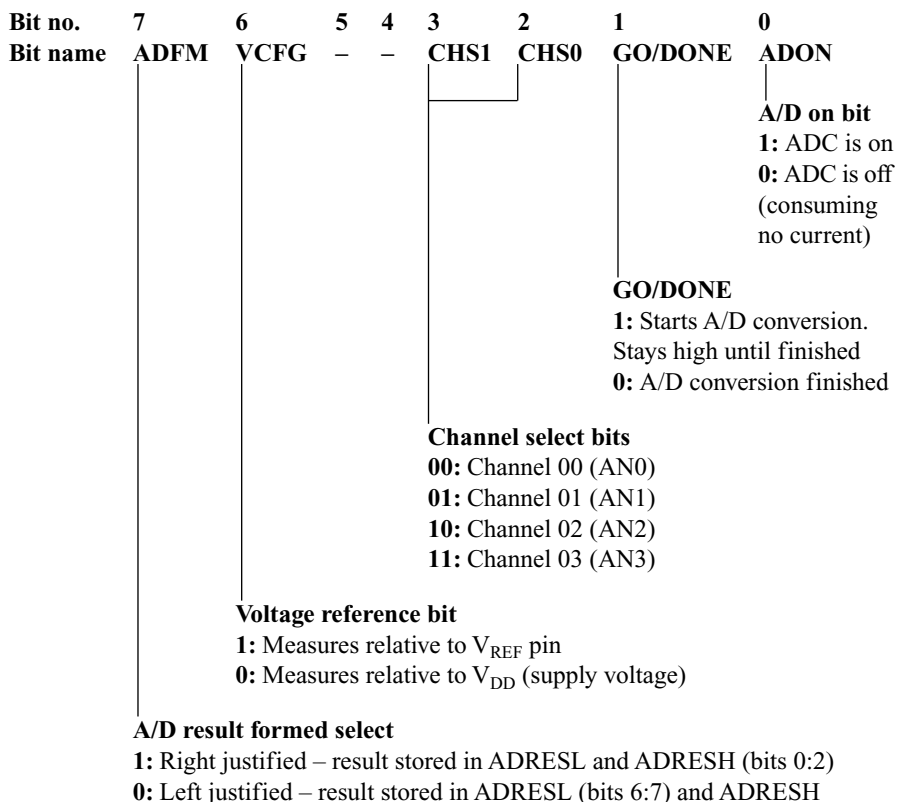 Bit no. 7 6 5 4 3 2 1 0
Bit name ADFM VCFG – – CHS1 CHS0 GO/DONE ADON
A/D on bit
1: ADC is on
0: ADC is off
(consuming
no current)
GO/DONE
1: Starts A/D conversion.
Stays high until finished
0: A/D conversion finished
Channel select bits
00: Channel 00 (AN0)
01: Channel 01 (AN1)
10: Channel 02 (AN2)
11: Channel 03 (AN3)
Voltage reference bit
1: Measures relative to VREF pin
0: Measures relative to VDD (supply voltage)
A/D result formed select
1: Right justified – result stored in ADRESL and ADRESH (bits 0:2)
0: Left justified – result stored in ADRESL (bits 6:7) and ADRESH